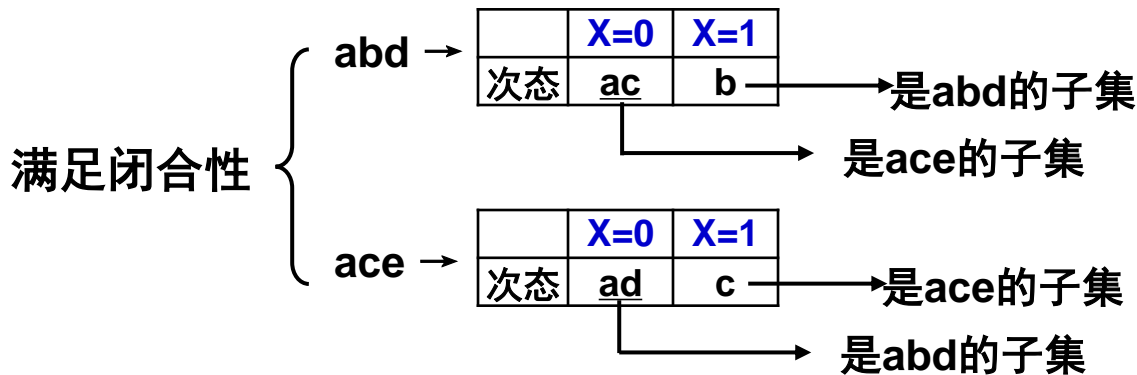 满足闭合性
abd
X=0 X=1
次态 ac b
是abd的子集
是ace的子集
ace
X=0 X=1
次态 ad c
是ace的子集
是abd的子集